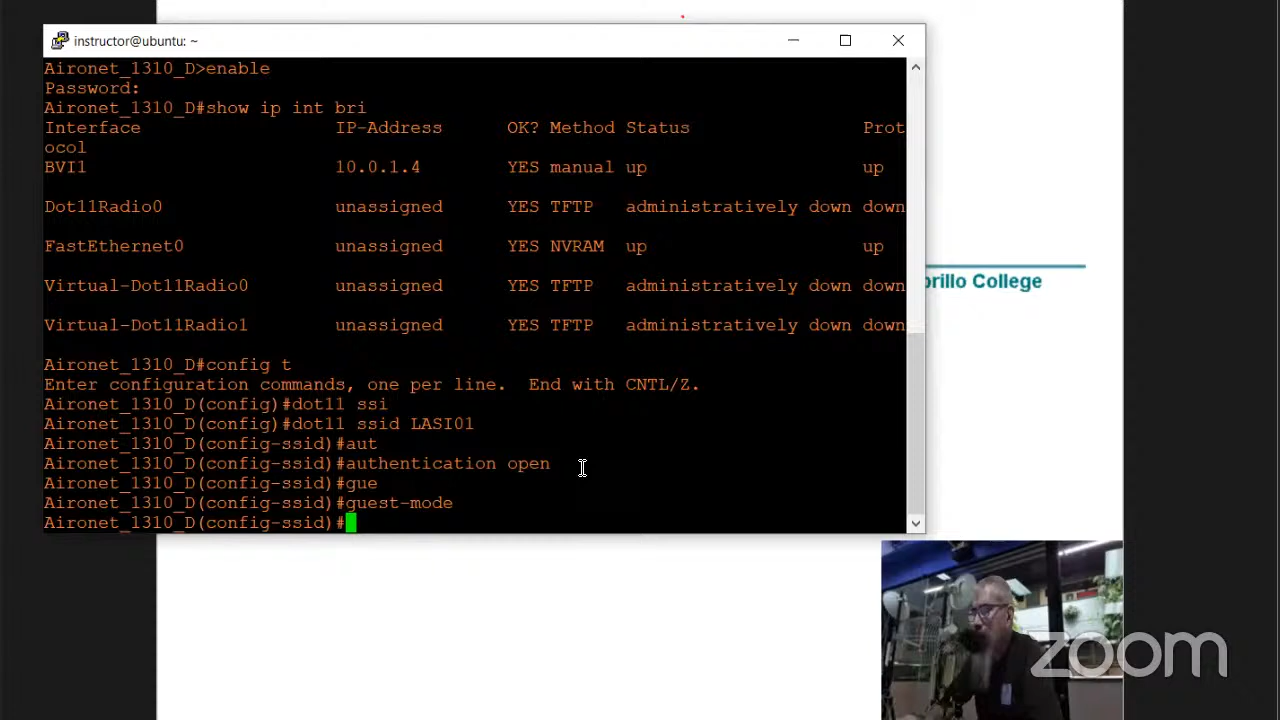 instructor@ubuntu: ~
Aironet_1310_D>enable
Password:
Aironet_1310_D#show ip int bri
Interface IP-Address OK? Method Status Prot
ocol
BVI1 10.0.1.4 YES manual up up
Dot11Radio0 unassigned YES TFTP administratively down down
FastEthernet0 unassigned YES NVRAM up up
Virtual-Dot11Radio0 unassigned YES TFTP administratively down down
Virtual-Dot11Radio1 unassigned YES TFTP administratively down down
Aironet_1310_D#config t
Enter configuration commands, one per line. End with CNTL/Z.
Aironet_1310_D(config)#dot11 ssi
Aironet_1310_D(config)#dot11 ssid LASI01
Aironet_1310_D(config-ssid)#aut
Aironet_1310_D(config-ssid)#authentication open
Aironet_1310_D(config-ssid)#gue
Aironet_1310_D(config-ssid)#guest-mode
Aironet_1310_D(config-ssid)#
brillo College
zoom